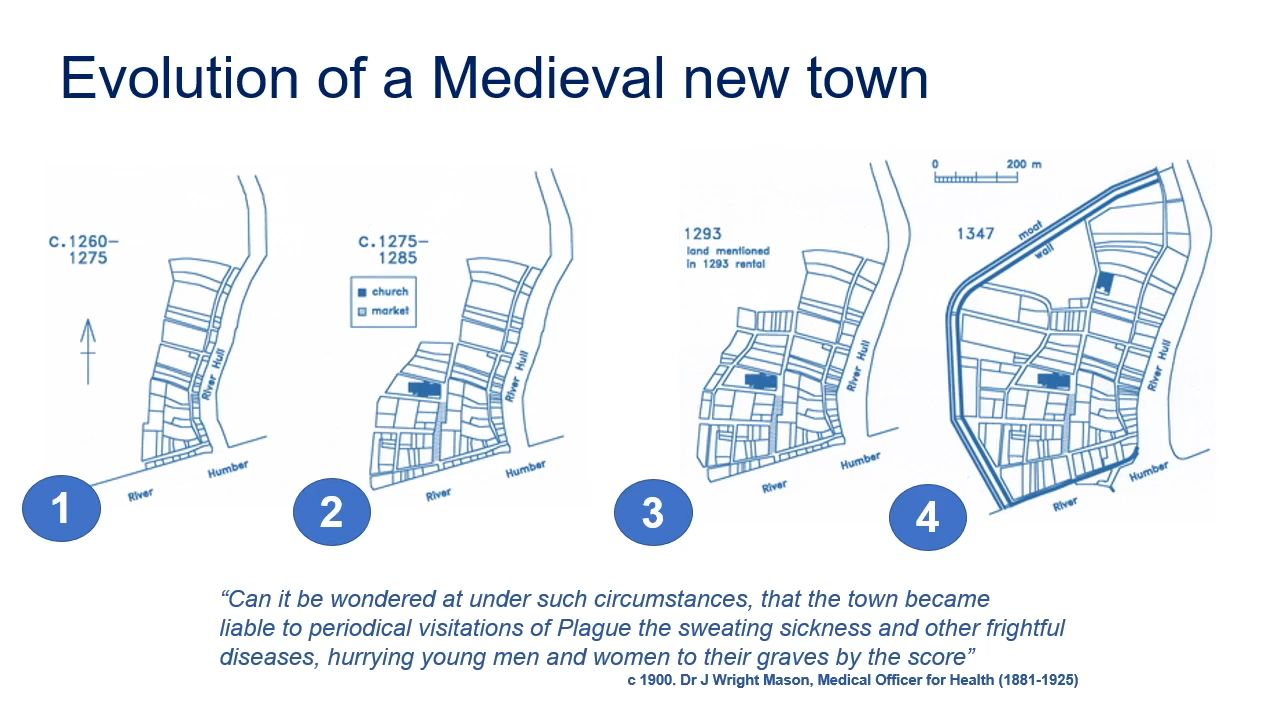 Evolution of a Medieval new town
c.1260–
1275
River Hull
River
Humber
1
c.1275–
1285
church
market
River Hull
River
Humber
2
1293
land mentioned
in 1293 rental
River Hull
River
Humber
3
0 200 m
1347
moat
wall
River Hull
River
Humber
4
“Can it be wondered at under such circumstances, that the town became
liable to periodical visitations of Plague the sweating sickness and other frightful
diseases, hurrying young men and women to their graves by the score”
c 1900. Dr J Wright Mason, Medical Officer for Health (1881-1925)